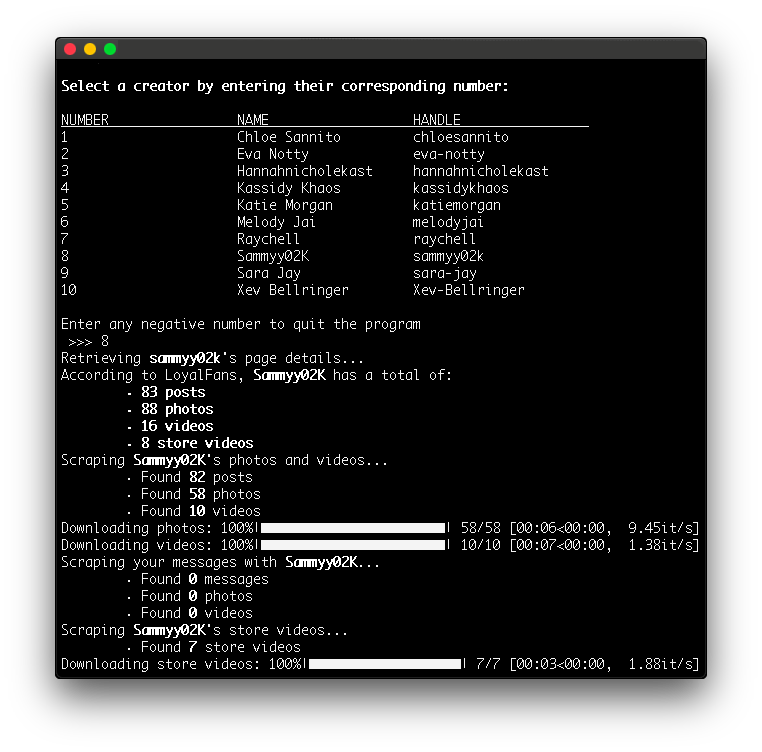 Select a creator by entering their corresponding number:
NUMBER NAME HANDLE
1 Chloe Sannito chloesannito
2 Eva Notty eva-notty
3 Hannahnicholekast hannahnicholekast
4 Kassidy Khaos kassidykhaos
5 Katie Morgan katiemorgan
6 Melody Jai melodyjai
7 Raychell raychell
8 Sammyy02K sammyy02k
9 Sara Jay sara-jay
10 Xev Bellringer Xev-Bellringer
Enter any negative number to quit the program
>>> 8
Retrieving sammyy02k's page details...
According to LoyalFans, Sammyy02K has a total of:
• 83 posts
• 88 photos
• 16 videos
• 8 store videos
Scraping Sammyy02K's photos and videos...
• Found 82 posts
• Found 58 photos
• Found 10 videos
Downloading photos: 100%| | 58/58 [00:06<00:00, 9.45it/s]
Downloading videos: 100%| | 10/10 [00:07<00:00, 1.38it/s]
Scraping your messages with Sammyy02K...
• Found 0 messages
• Found 0 photos
• Found 0 videos
Scraping Sammyy02K's store videos...
• Found 7 store videos
Downloading store videos: 100%| | 7/7 [00:03<00:00, 1.88it/s]